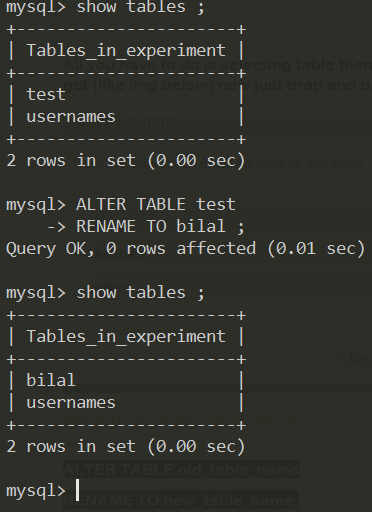 mysql> show tables ;
+----------------------+
| Tables_in_experiment |
+----------------------+
| test                 |
| usernames            |
+----------------------+
2 rows in set (0.00 sec)
mysql> ALTER TABLE test
    -> RENAME TO bilal ;
Query OK, 0 rows affected (0.01 sec)
mysql> show tables ;
+----------------------+
| Tables_in_experiment |
+----------------------+
| bilal                |
| usernames            |
+----------------------+
2 rows in set (0.00 sec)
ALTER TABLE old_table_name
mysql>
RENAME TO new_table_name